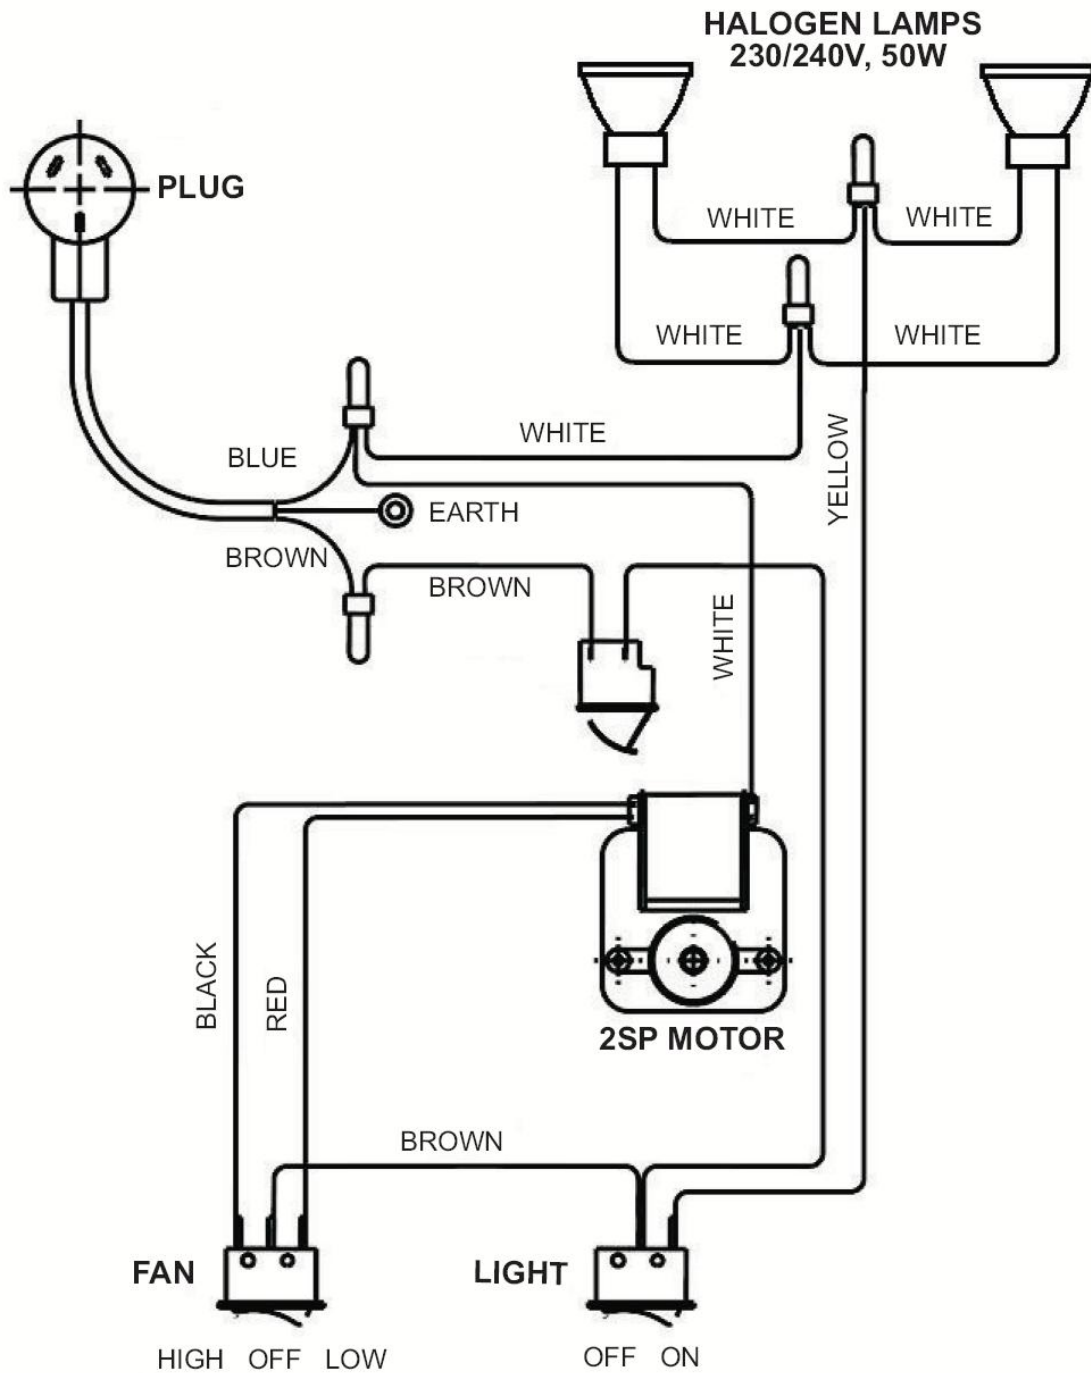 HALOGEN LAMPS
230/240V, 50W
PLUG
WHITE
WHITE
WHITE
WHITE
WHITE
BLUE
YELLOW
EARTH
BROWN
BROWN
WHITE
BLACK
RED
2SP MOTOR
BROWN
FAN
LIGHT
HIGH OFF LOW
OFF ON